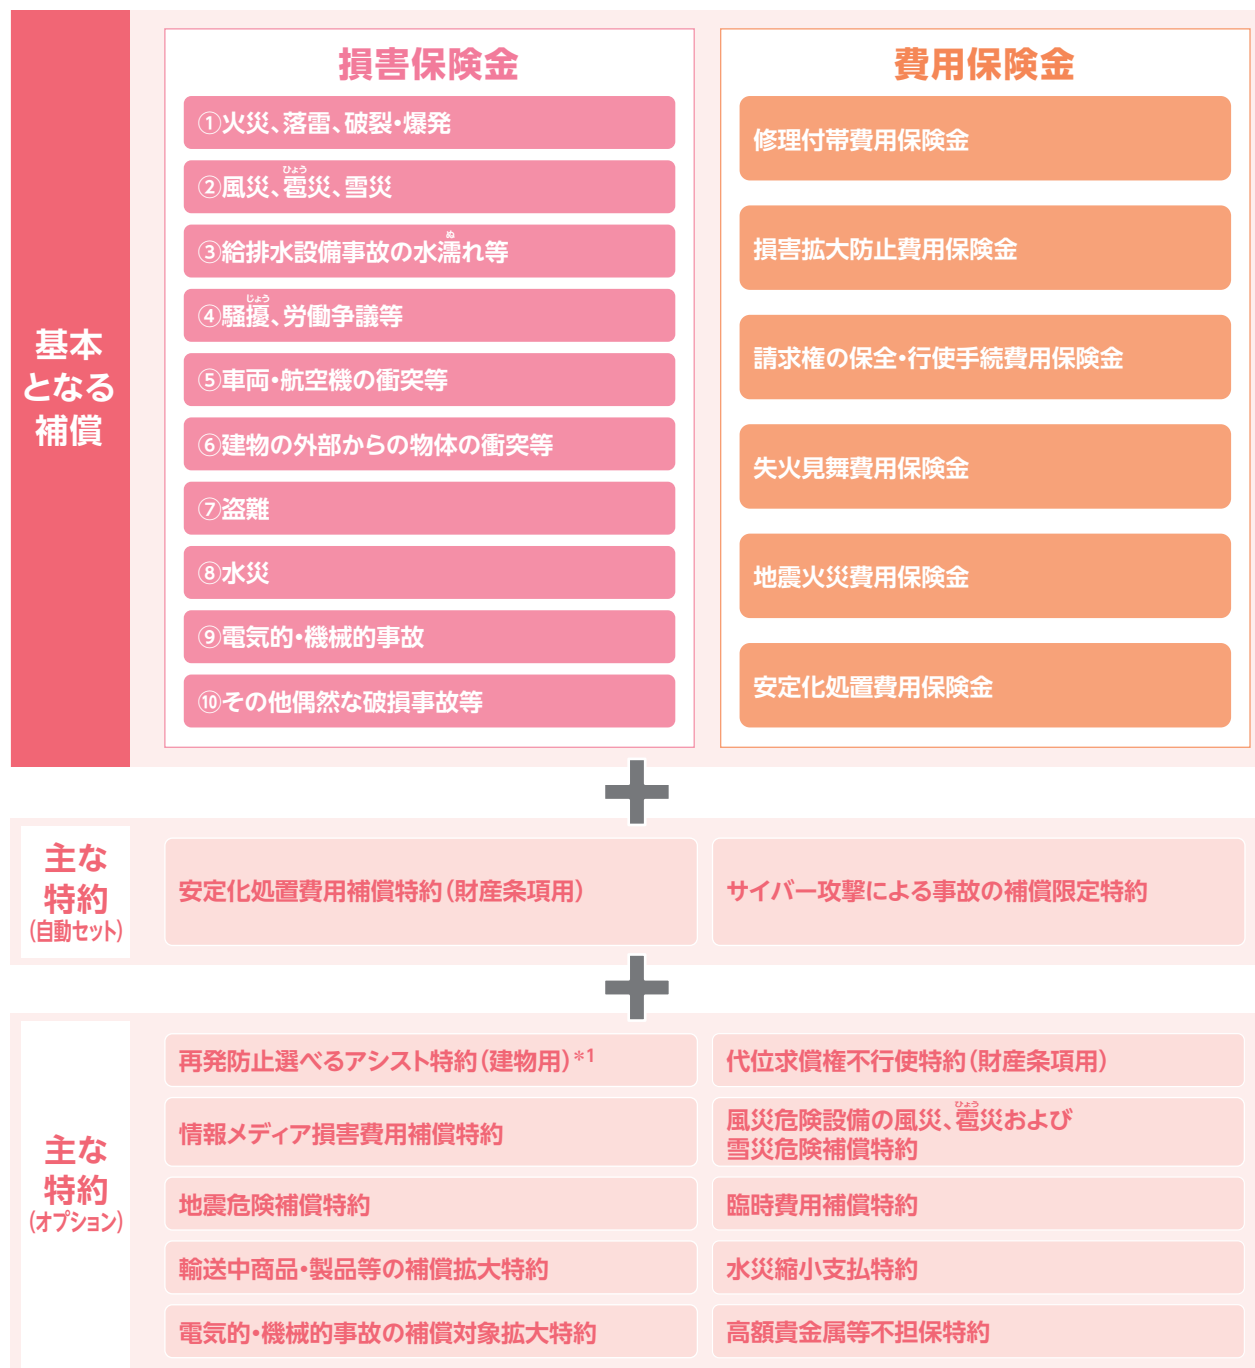 基本
となる
補償
損害保険金
①火災、落雷、破裂・爆発
②風災、雹災、雪災
ひょう
③給排水設備事故の水濡れ等
ぬ
④騒擾、労働争議等
じょう
⑤車両・航空機の衝突等
⑥建物の外部からの物体の衝突等
⑦盗難
⑧水災
⑨電気的・機械的事故
⑩その他偶然な破損事故等
費用保険金
修理付帯費用保険金
損害拡大防止費用保険金
請求権の保全・行使手続費用保険金
失火見舞費用保険金
地震火災費用保険金
安定化処置費用保険金
主な
特約
(自動セット)
安定化処置費用補償特約(財産条項用)
サイバー攻撃による事故の補償限定特約
主な
特約
(オプション)
再発防止選べるアシスト特約(建物用)*1
代位求償権不行使特約(財産条項用)
情報メディア損害費用補償特約
風災危険設備の風災、雹災および
ひょう
雪災危険補償特約
地震危険補償特約
臨時費用補償特約
輸送中商品・製品等の補償拡大特約
水災縮小支払特約
電気的・機械的事故の補償対象拡大特約
高額貴金属等不担保特約